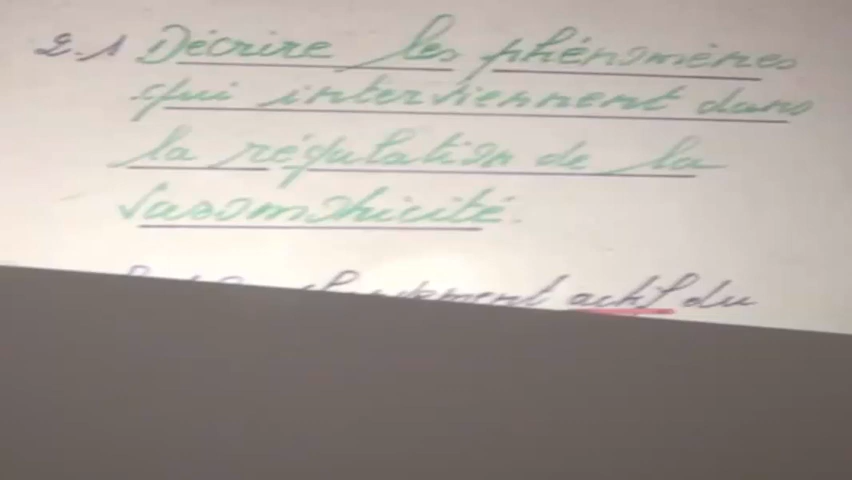 2.1 Décrire les phénomènes
qui interviennent dans
la régulation de la
vasomotricité.
actif du